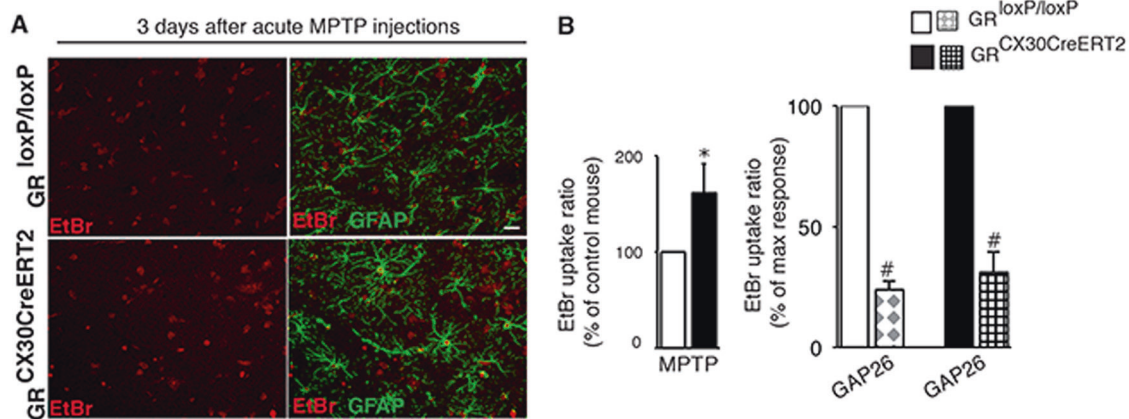 A
3 days after acute MPTP injections
GR loxP/loxP
EtBr
EtBr GFAP
GR CX30CreERT2
EtBr
EtBr GFAP
B
GR loxP/loxP
GR CX30CreERT2
EtBr uptake ratio
(% of control mouse)
200
100
0
*
MPTP
EtBr uptake ratio
(% of max response)
100
50
0
#
#
GAP26
GAP26